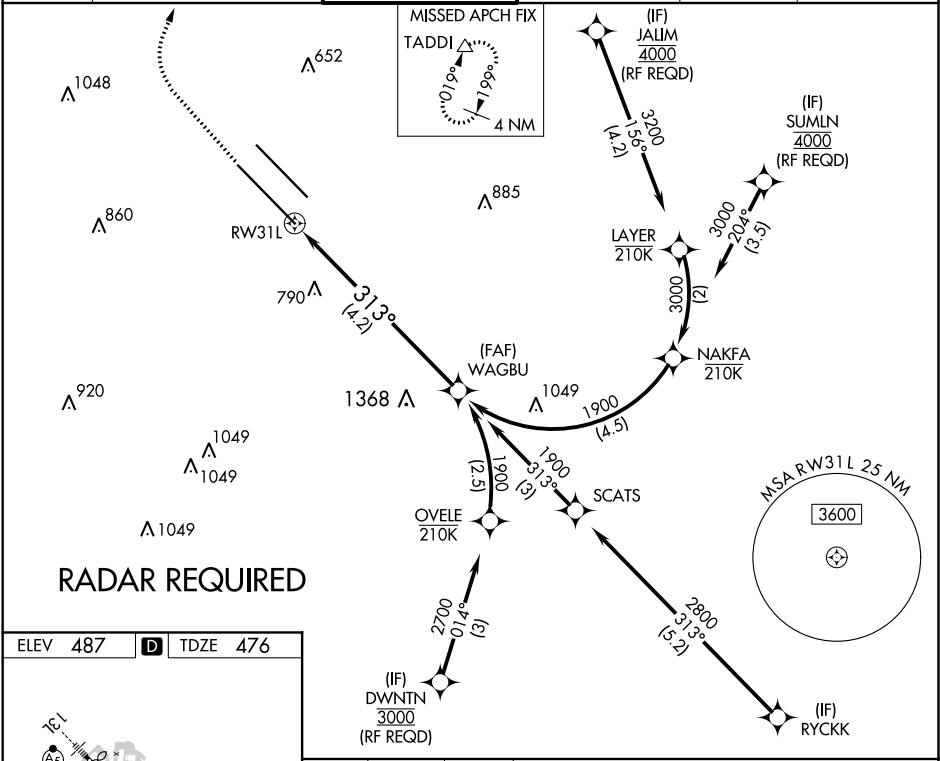 MISSED APCH FIX
TADDI
019°
199°
4 NM
(IF)
JALIM
4000
(RF REQD)
3200
156°
(4.2)
(IF)
SUMLN
4000
(RF REQD)
3000
204°
(3.5)
652
1048
885
860
RW31L
LAYER
210K
3000
(2)
790
313°
(4.2)
NAKFA
210K
(FAF)
WAGBU
920
1368
1049
1900
(4.5)
1049
1049
1900
(2.5)
1900
313°
(3)
SCATS
OVELE
210K
1049
MSA RW31L 25 NM
3600
RADAR REQUIRED
2700
014°
(3)
2800
313°
(5.2)
ELEV 487
D
TDZE 476
(IF)
DWNTN
3000
(RF REQD)
(IF)
RYCKK
13L